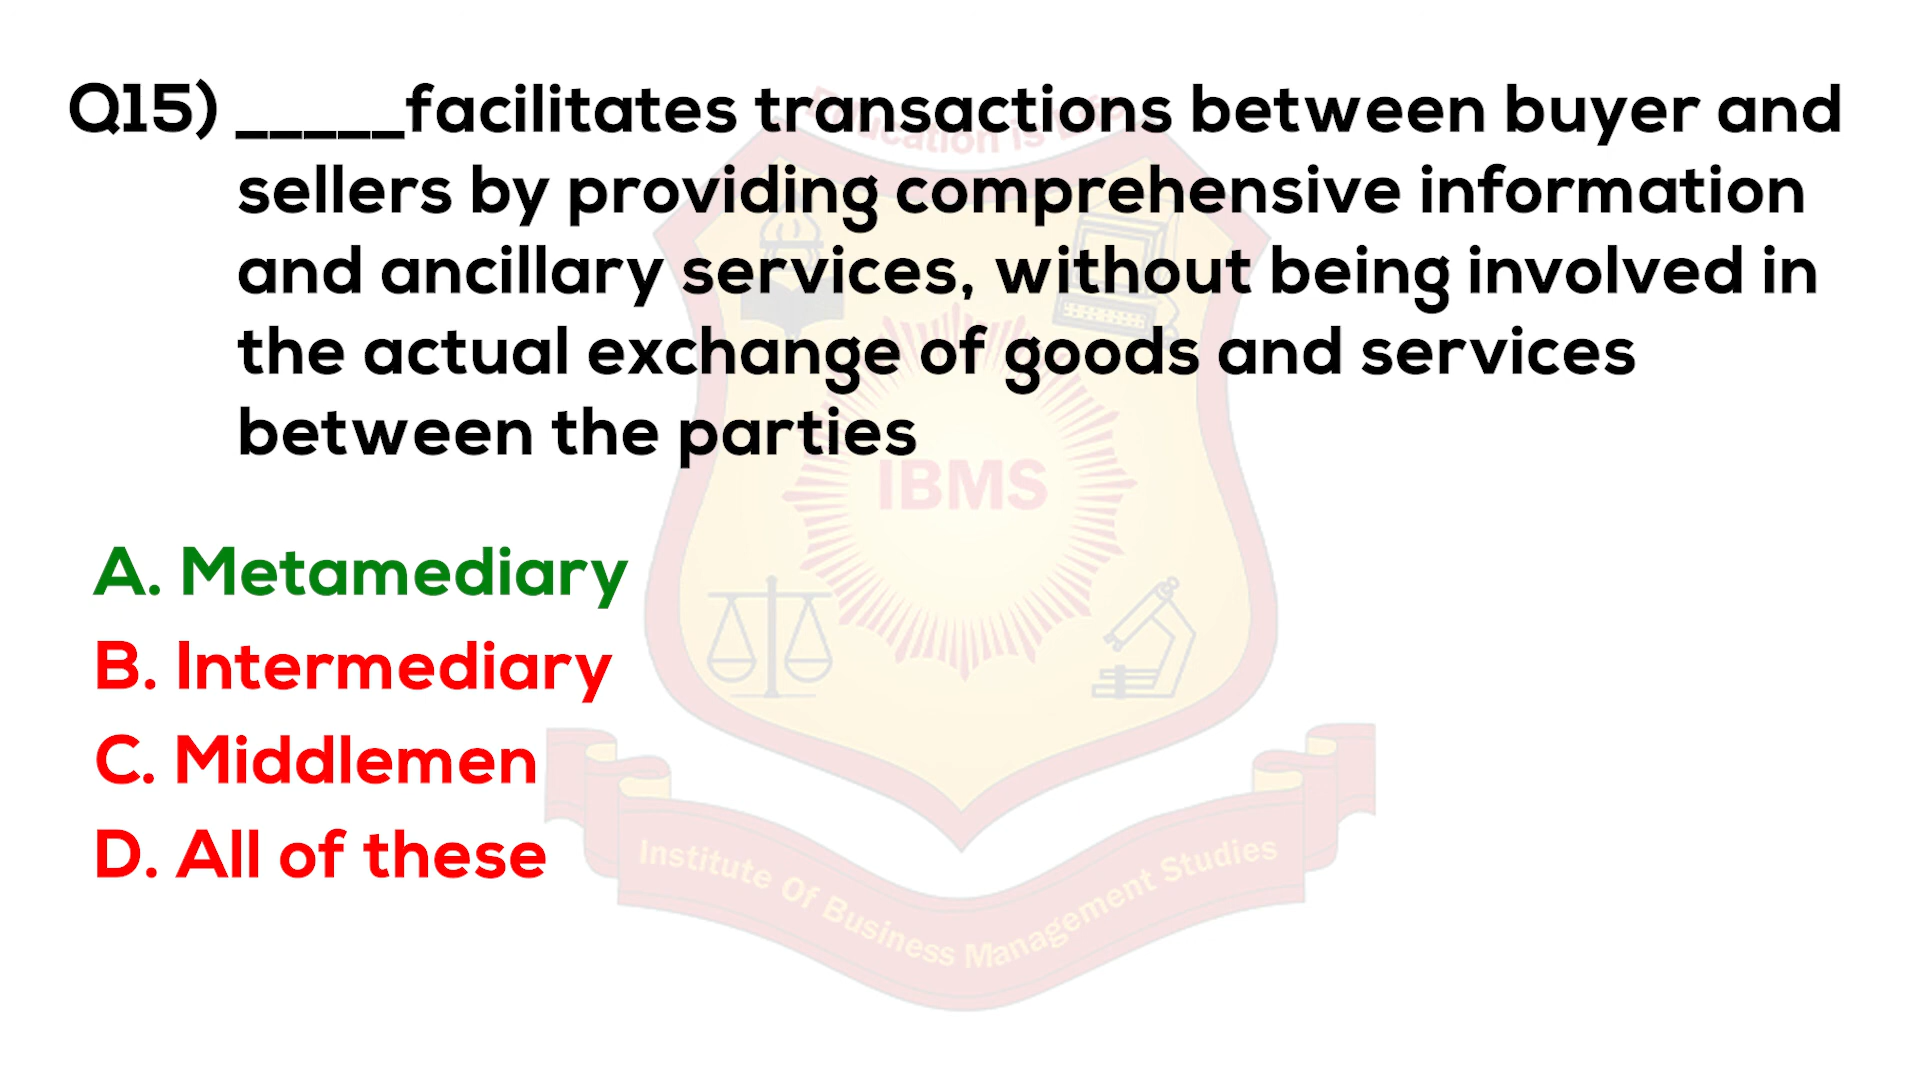 Education is
Q15) _____facilitates transactions between buyer and
sellers by providing comprehensive information
and ancillary services, without being involved in
the actual exchange of goods and services
between the parties
IBMS
A. Metamediary
B. Intermediary
C. Middlemen
D. All of these
Institute Of Business Management Studies